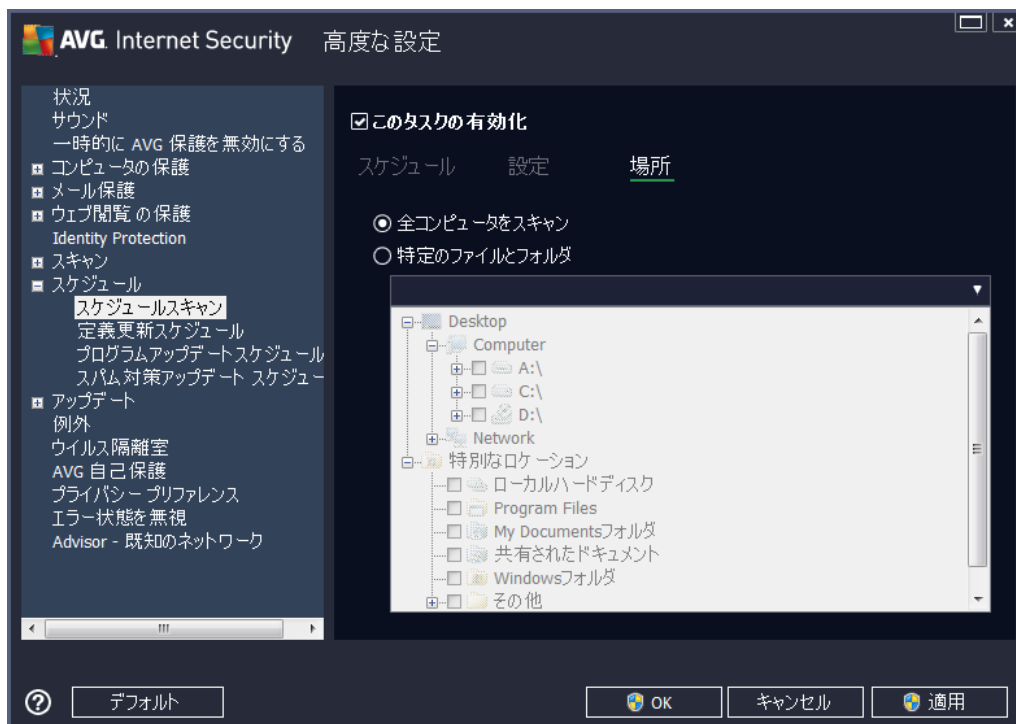 AVG. Internet Security 高度な設定
状況
サウンド
一時的に AVG 保護を無効にする
コンピュータの保護
メール保護
ウェブ閲覧 の保護
Identity Protection
スキャン
スケジュール
スケジュールスキャン
定義更新スケジュール
プログラムアップデートスケジュール
スパム対策アップデート スケジュー
アップデート
例外
ウイルス隔離室
AVG 自己保護
プライバシー プリファレンス
エラー状態を無視
Advisor - 既知のネットワーク
このタスクの有効化
スケジュール 設定 場所
全コンピュータをスキャン
特定のファイルとフォルダ
Desktop
Computer
A:\
C:\
D:\
Network
特別なロケーション
ローカルハードディスク
Program Files
My Documentsフォルダ
共有されたドキュメント
Windowsフォルダ
その他
デフォルト OK キャンセル 適用